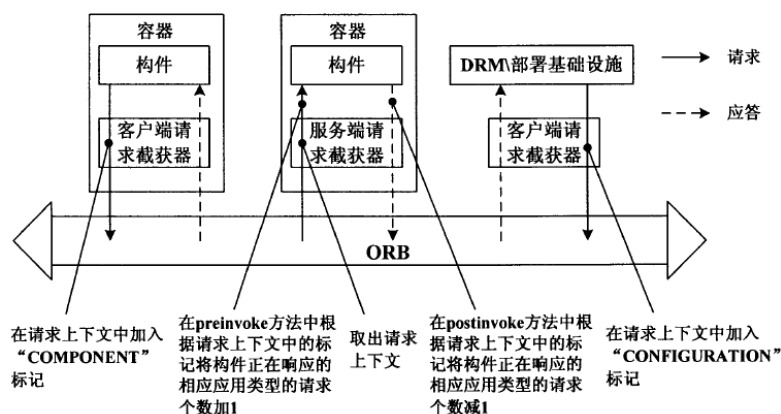 容器
构件
客户端请
求截获器
容器
构件
服务端请
求截获器
DRM\部署基础设施
客户端请
求截获器
请求
应答
ORB
在请求上下文中加入
“COMPONENT”
标记
在preinvoke方法中根
据请求上下文中的标
记将构件正在响应的
相应应用类型的请求
个数加1
取出请求
上下文
在postinvoke方法中根
据请求上下文中的标
记将构件正在响应的
相应应用类型的请求
个数减1
在请求上下文中加入
“CONFIGURATION”
标记